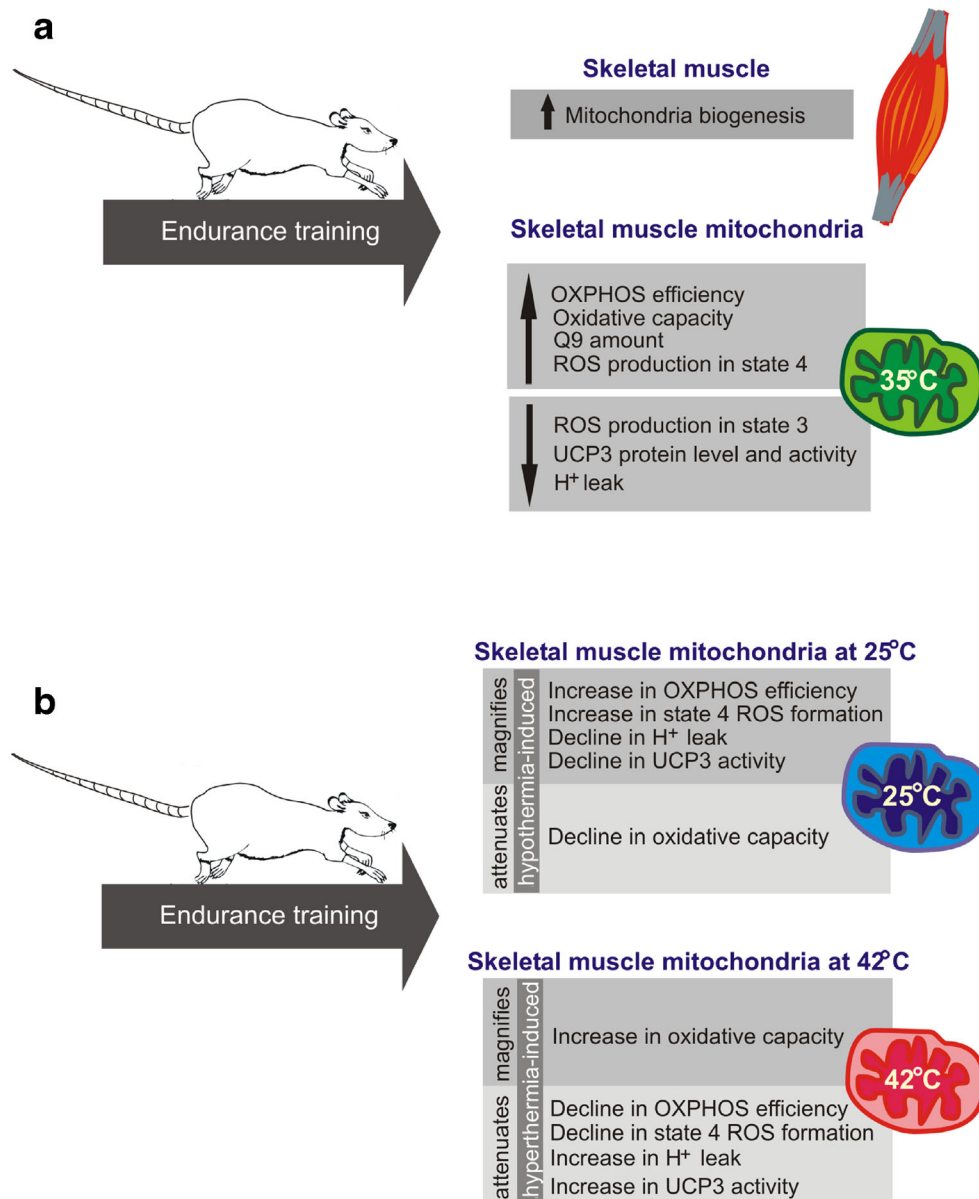 a
Skeletal muscle
Mitochondria biogenesis
Endurance training
Skeletal muscle mitochondria
OXPHOS efficiency
Oxidative capacity
Q9 amount
ROS production in state 4
35°C
ROS production in state 3
UCP3 protein level and activity
H⁺ leak
b
Endurance training
Skeletal muscle mitochondria at 25°C
magnifies
attenuates
hypothermia-induced
Increase in OXPHOS efficiency
Increase in state 4 ROS formation
Decline in H⁺ leak
Decline in UCP3 activity
Decline in oxidative capacity
25°C
Skeletal muscle mitochondria at 42°C
magnifies
attenuates
hyperthermia-induced
Increase in oxidative capacity
42°C
Decline in OXPHOS efficiency
Decline in state 4 ROS formation
Increase in H⁺ leak
Increase in UCP3 activity